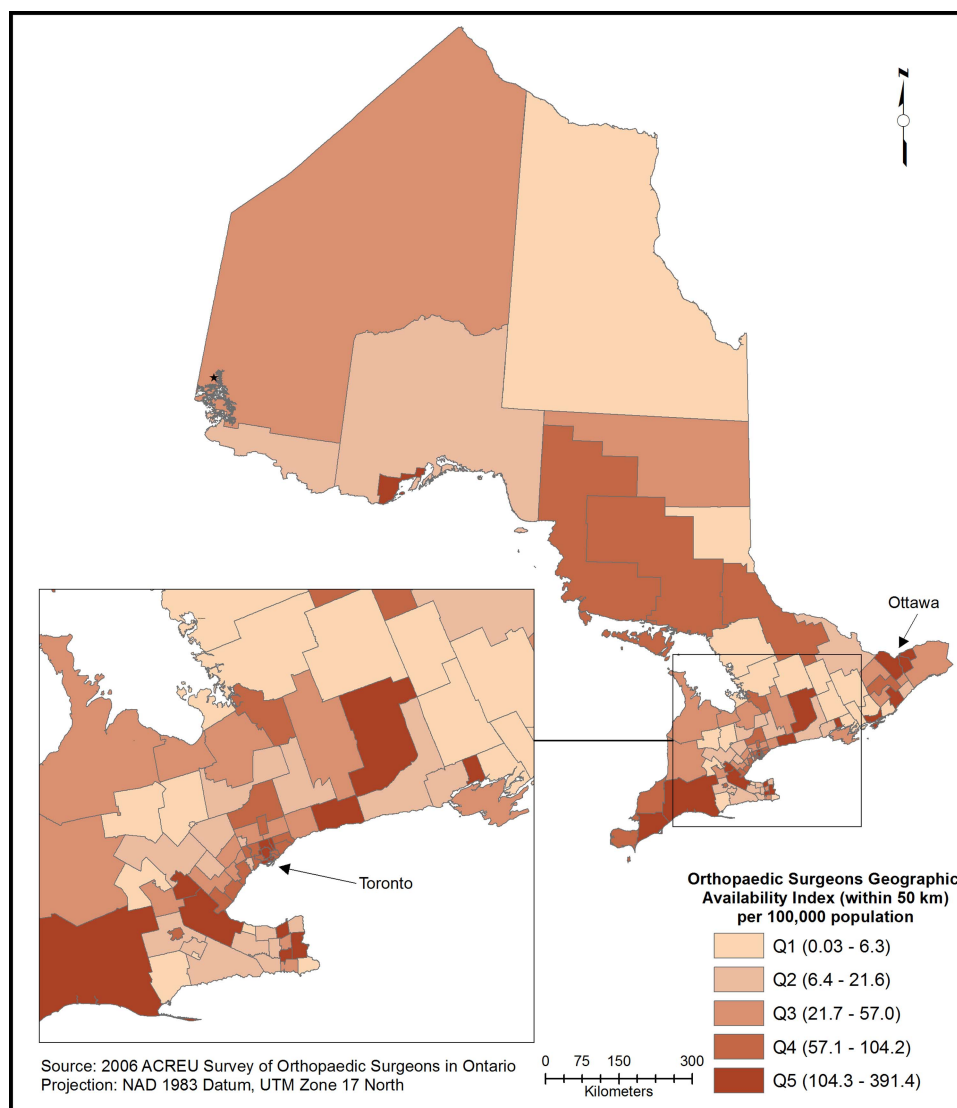 N
Ottawa
Toronto
Orthopaedic Surgeons Geographic
Availability Index (within 50 km)
per 100,000 population
Q1 (0.03 - 6.3)
Q2 (6.4 - 21.6)
Q3 (21.7 - 57.0)
Q4 (57.1 - 104.2)
Q5 (104.3 - 391.4)
Source: 2006 ACREU Survey of Orthopaedic Surgeons in Ontario
Projection: NAD 1983 Datum, UTM Zone 17 North
0 75 150 300
Kilometers